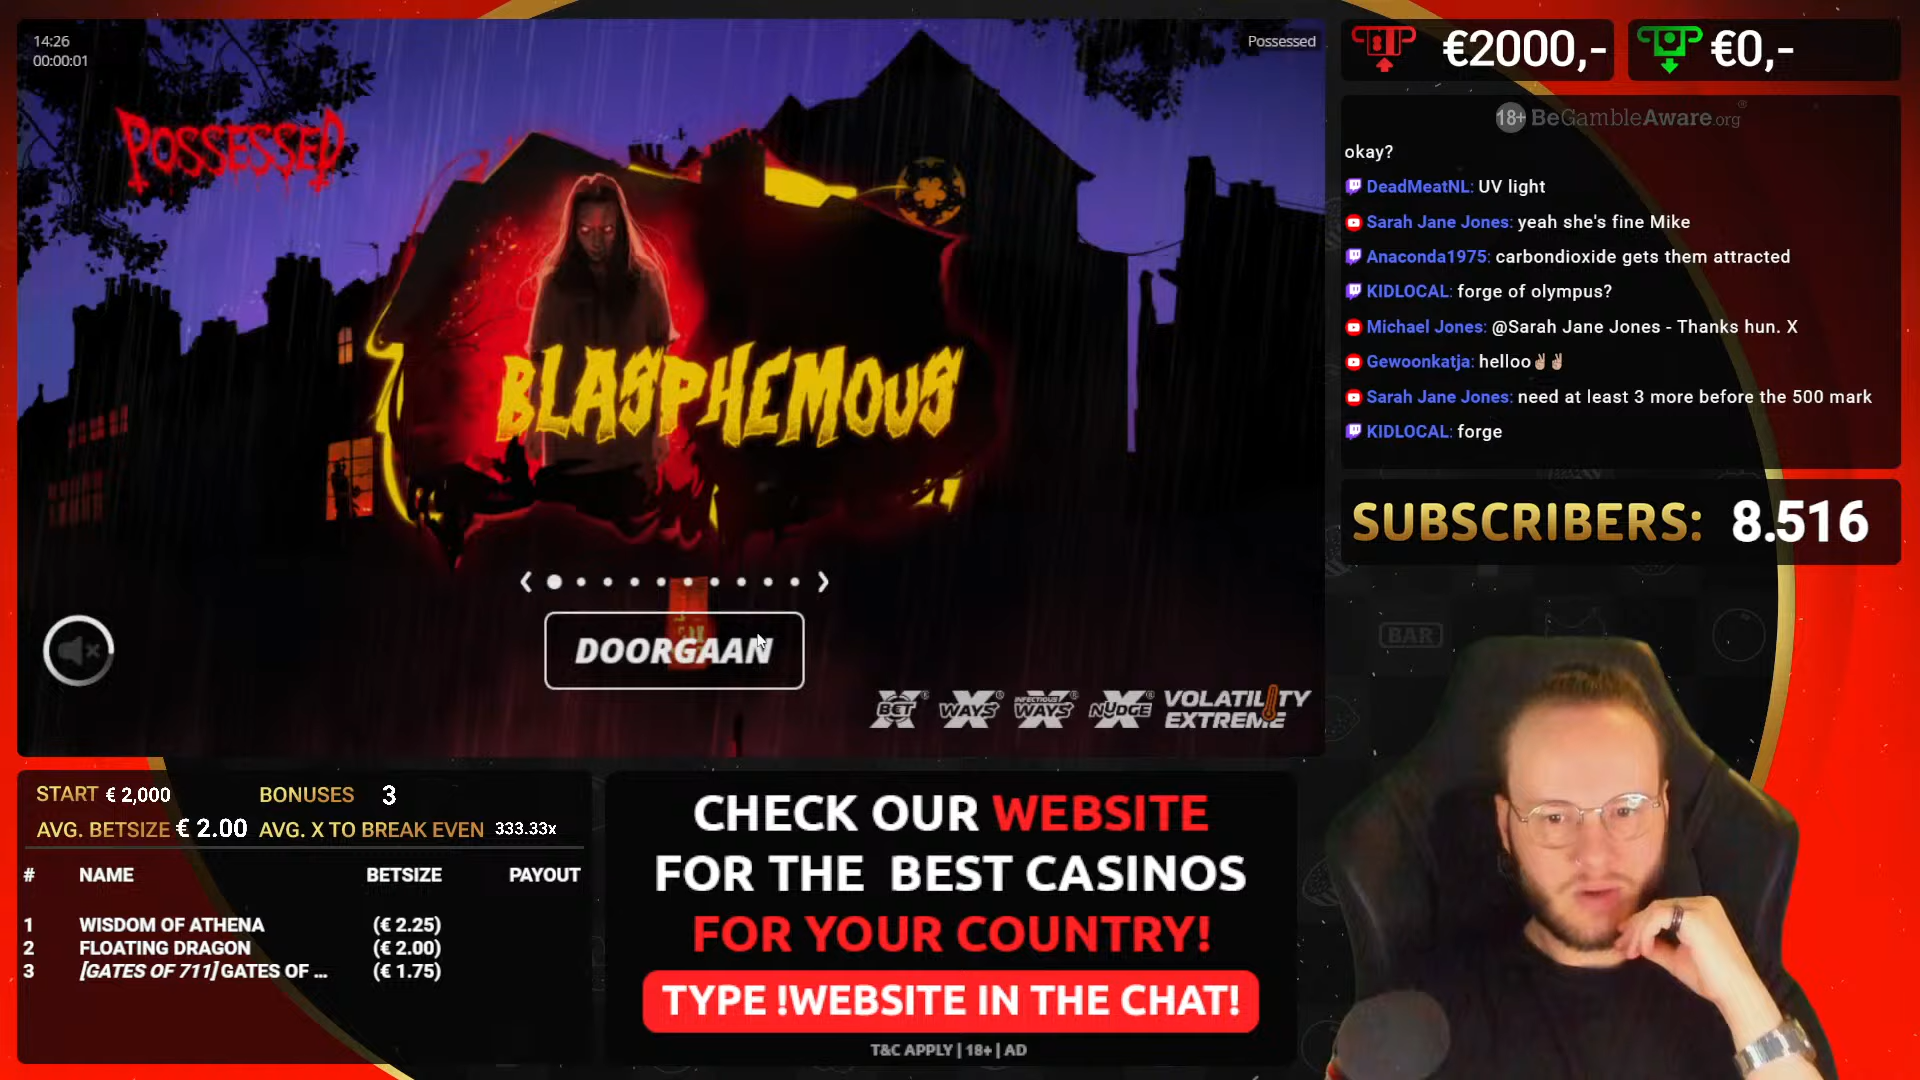 14:26
00:00:01
Possessed
POSSESSED
BLASPHEMOUS
DOORGAAN
xBET® xWAYS® INFECTIOUS xWAYS® xNUDGE® VOLATILITY EXTREME
€2000,-
€0,-
18+ BeGambleAware.org®
okay?
DeadMeatNL: UV light
Sarah Jane Jones: yeah she's fine Mike
Anaconda1975: carbondioxide gets them attracted
KIDLOCAL: forge of olympus?
Michael Jones: @Sarah Jane Jones - Thanks hun. X
Gewoonkatja: helloo✌🏼✌🏼
Sarah Jane Jones: need at least 3 more before the 500 mark
KIDLOCAL: forge
SUBSCRIBERS: 8.516
BAR
START € 2,000 BONUSES 3
AVG. BETSIZE € 2.00 AVG. X TO BREAK EVEN 333.33x
# NAME BETSIZE PAYOUT
1 WISDOM OF ATHENA (€ 2.25)
2 FLOATING DRAGON (€ 2.00)
3 [GATES OF 711] GATES OF ... (€ 1.75)
CHECK OUR WEBSITE
FOR THE BEST CASINOS
FOR YOUR COUNTRY!
TYPE !WEBSITE IN THE CHAT!
T&C APPLY | 18+ | AD